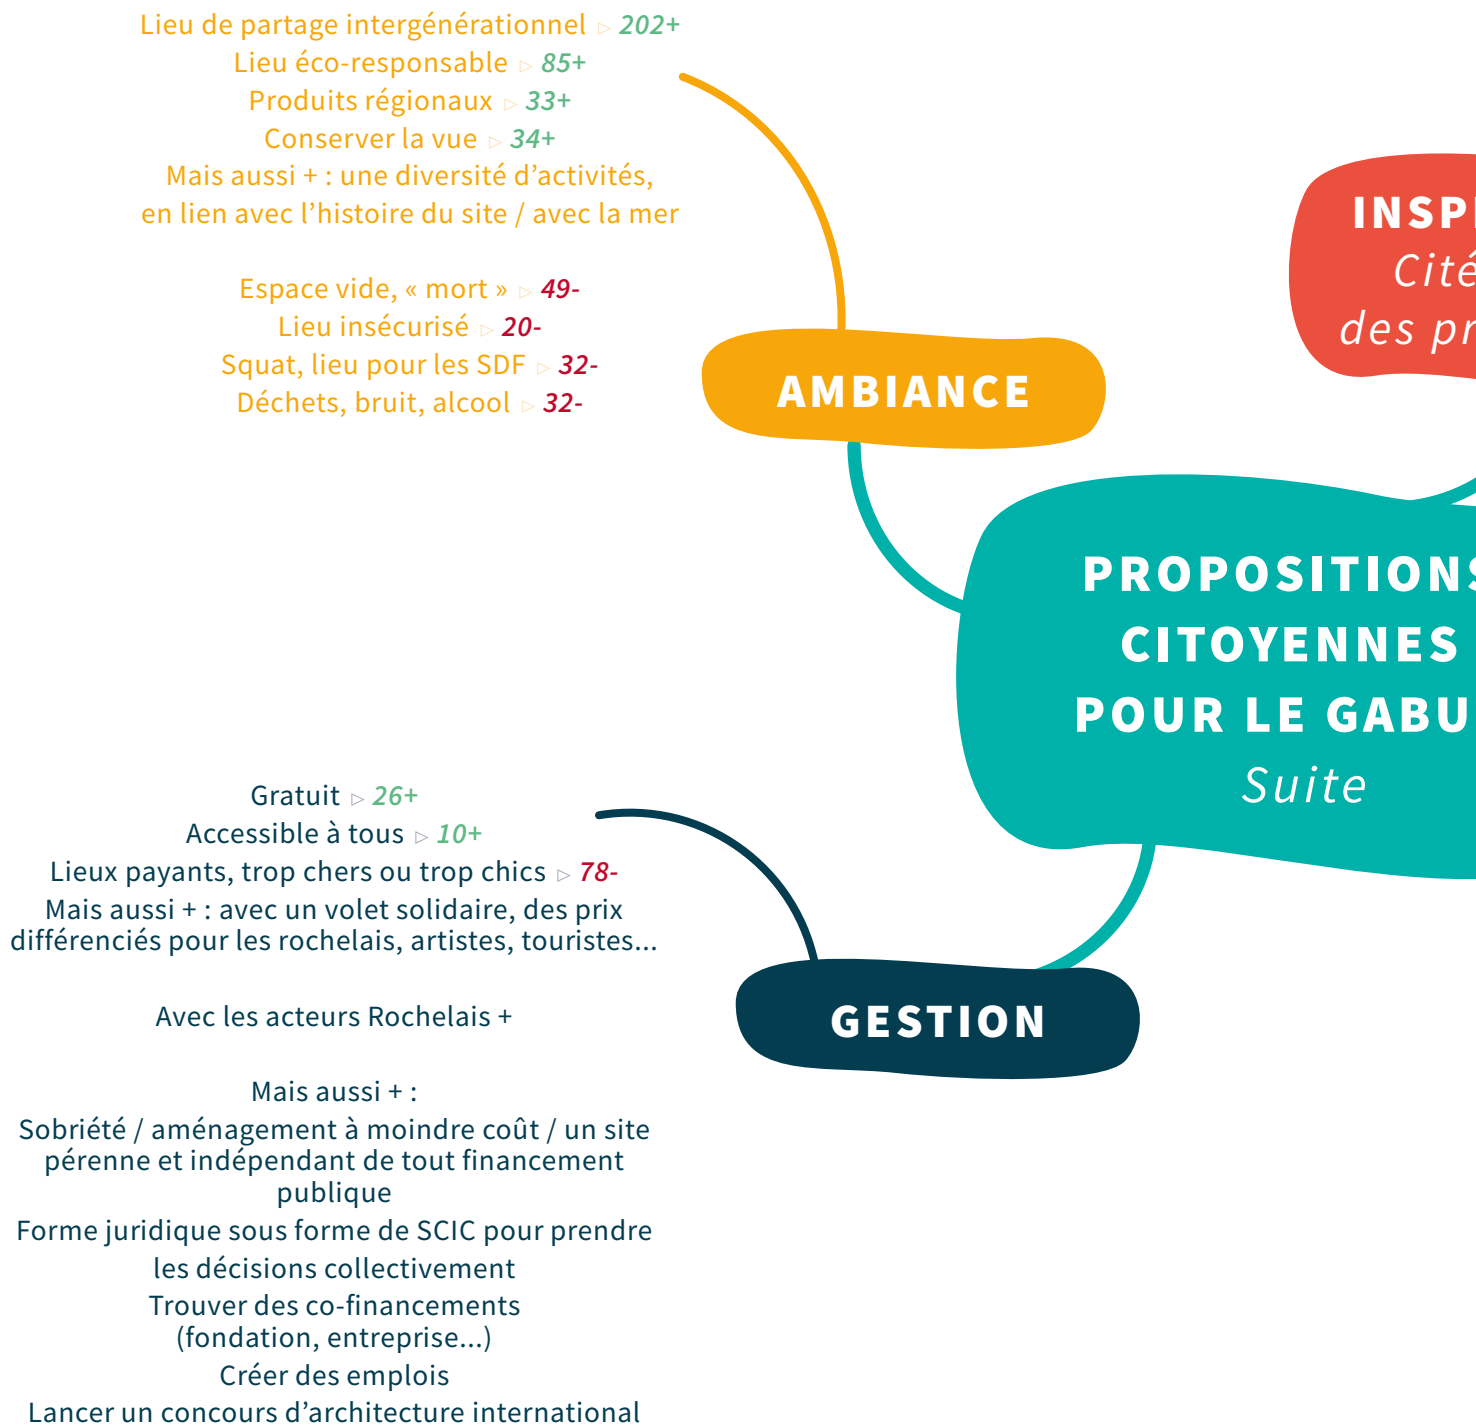 Lieu de partage intergénérationnel ▷ 202+
Lieu éco-responsable ▷ 85+
Produits régionaux ▷ 33+
Conserver la vue ▷ 34+
Mais aussi + : une diversité d’activités,
en lien avec l’histoire du site / avec la mer
Espace vide, « mort » ▷ 49-
Lieu insécurisé ▷ 20-
Squat, lieu pour les SDF ▷ 32-
Déchets, bruit, alcool ▷ 32-
AMBIANCE
INSP
Cité
des pr
PROPOSITIONS
CITOYENNES
POUR LE GABU
Suite
Gratuit ▷ 26+
Accessible à tous ▷ 10+
Lieux payants, trop chers ou trop chics ▷ 78-
Mais aussi + : avec un volet solidaire, des prix
différenciés pour les rochelais, artistes, touristes...
Avec les acteurs Rochelais +
Mais aussi + :
Sobriété / aménagement à moindre coût / un site
pérenne et indépendant de tout financement
publique
Forme juridique sous forme de SCIC pour prendre
les décisions collectivement
Trouver des co-financements
(fondation, entreprise...)
Créer des emplois
Lancer un concours d’architecture international
GESTION